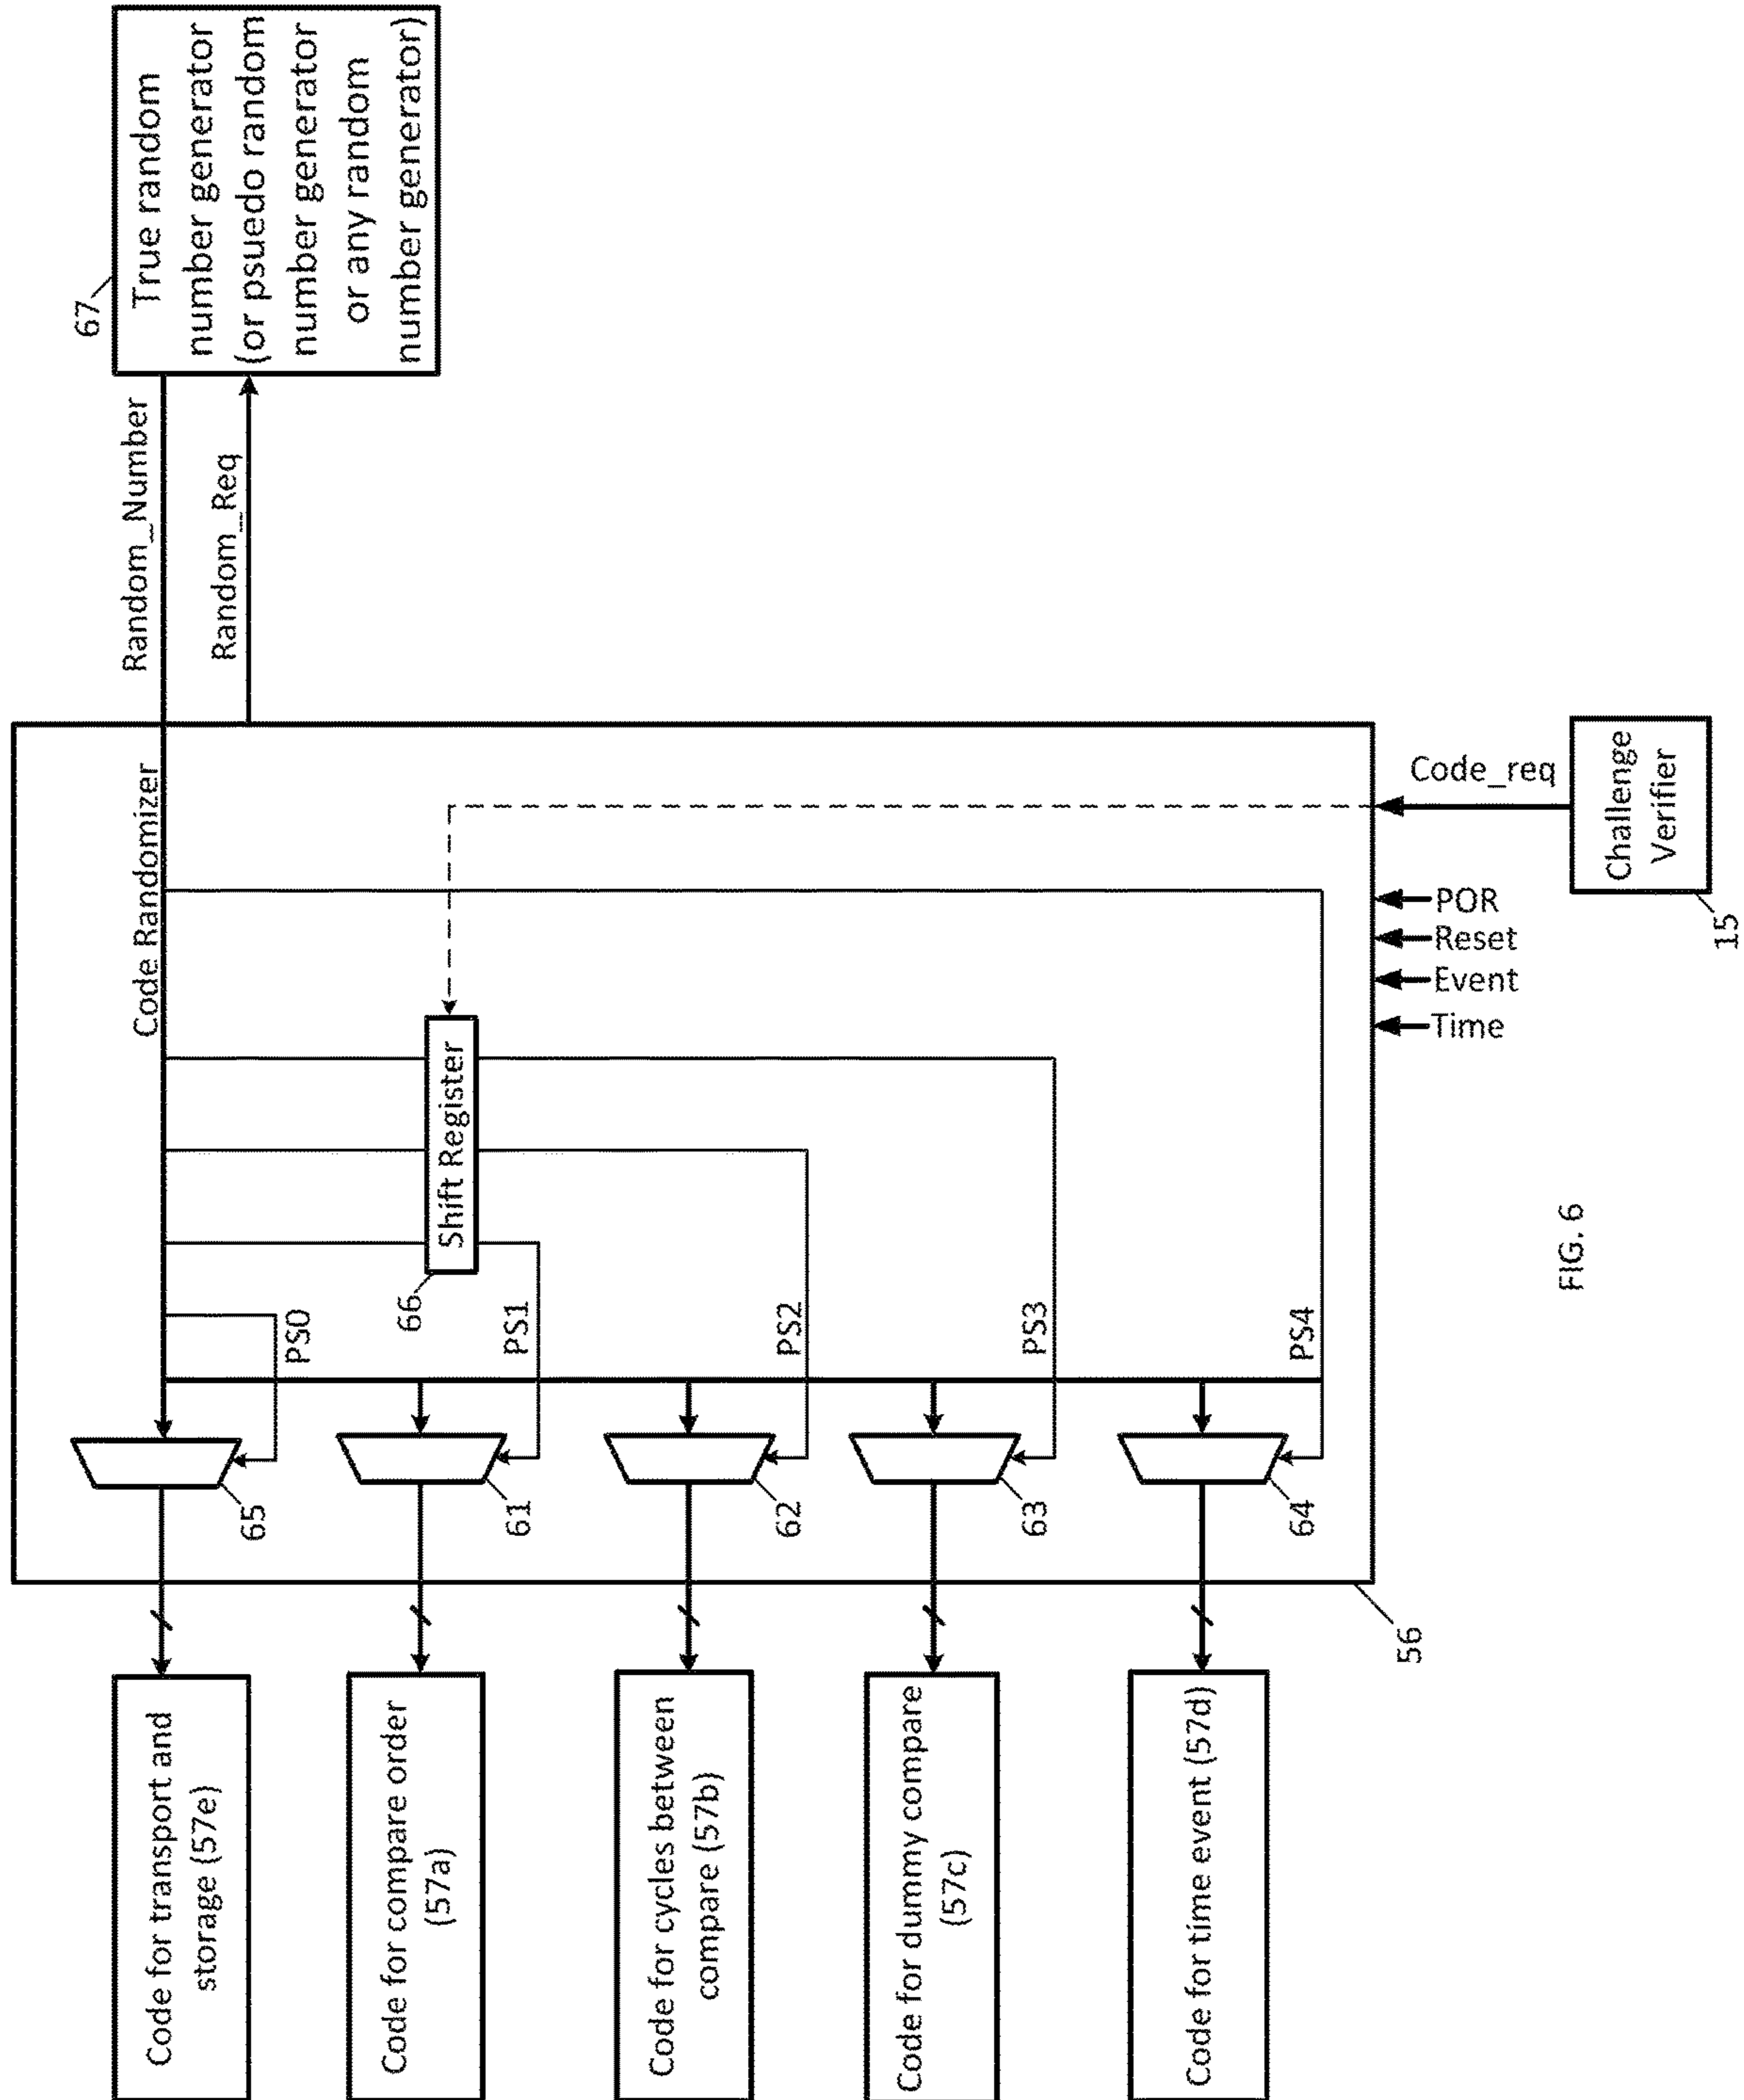 67
True random
number generator
(or psuedo random
number generator
or any random
number generator)
Random_Number
Random_Req
Code Randomizer
Code_req
Challenge
Verifier
15
POR
Reset
Event
Time
Shift Register
66
PS0
PS1
PS2
PS3
PS4
65
61
62
63
64
56
Code for transport and
storage (57e)
Code for compare order
(57a)
Code for cycles between
compare (57b)
Code for dummy compare
(57c)
Code for time event (57d)
FIG. 6